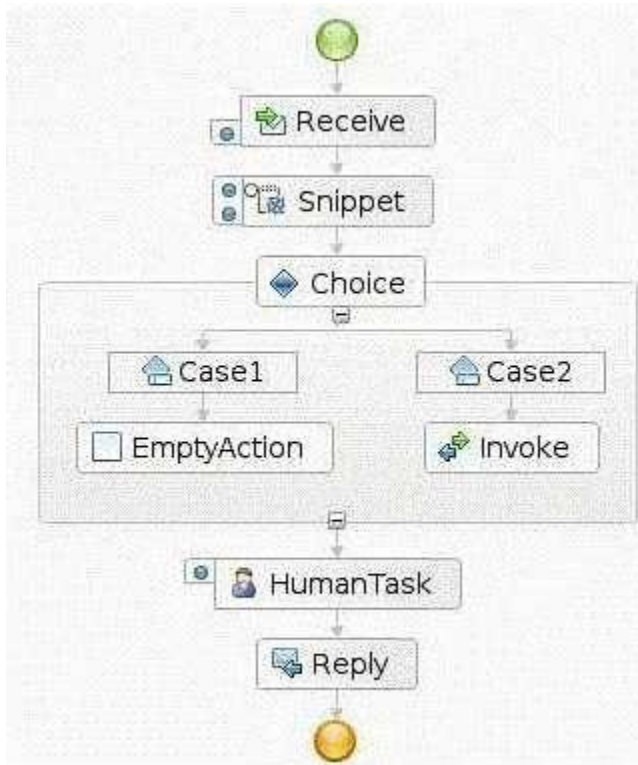 Receive
Snippet
Choice
Case1
Case2
EmptyAction
Invoke
HumanTask
Reply